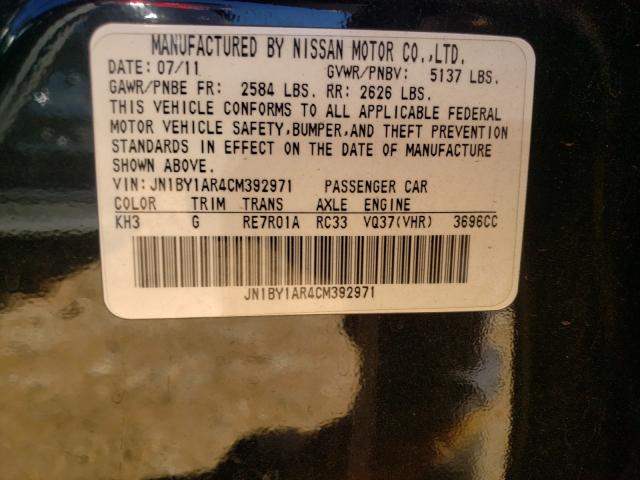 MANUFACTURED BY NISSAN MOTOR CO.,LTD.
DATE: 07/11 GVWR/PNBV: 5137 LBS.
GAWR/PNBE FR: 2584 LBS. RR: 2626 LBS.
THIS VEHICLE CONFORMS TO ALL APPLICABLE FEDERAL
MOTOR VEHICLE SAFETY,BUMPER,AND THEFT PREVENTION
STANDARDS IN EFFECT ON THE DATE OF MANUFACTURE
SHOWN ABOVE.
VIN:JN1BY1AR4CM392971 PASSENGER CAR
COLOR TRIM TRANS AXLE ENGINE
KH3 G RE7R01A RC33 VQ37(VHR) 3696CC
JN1BY1AR4CM392971